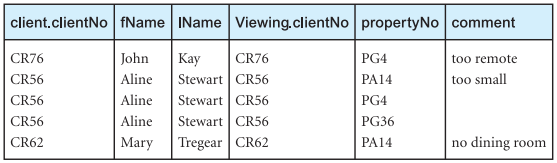 client.clientNo fName lName Viewing.clientNo propertyNo comment
CR76 John Kay CR76 PG4 too remote
CR56 Aline Stewart CR56 PA14 too small
CR56 Aline Stewart CR56 PG4
CR56 Aline Stewart CR56 PG36
CR62 Mary Tregear CR62 PA14 no dining room